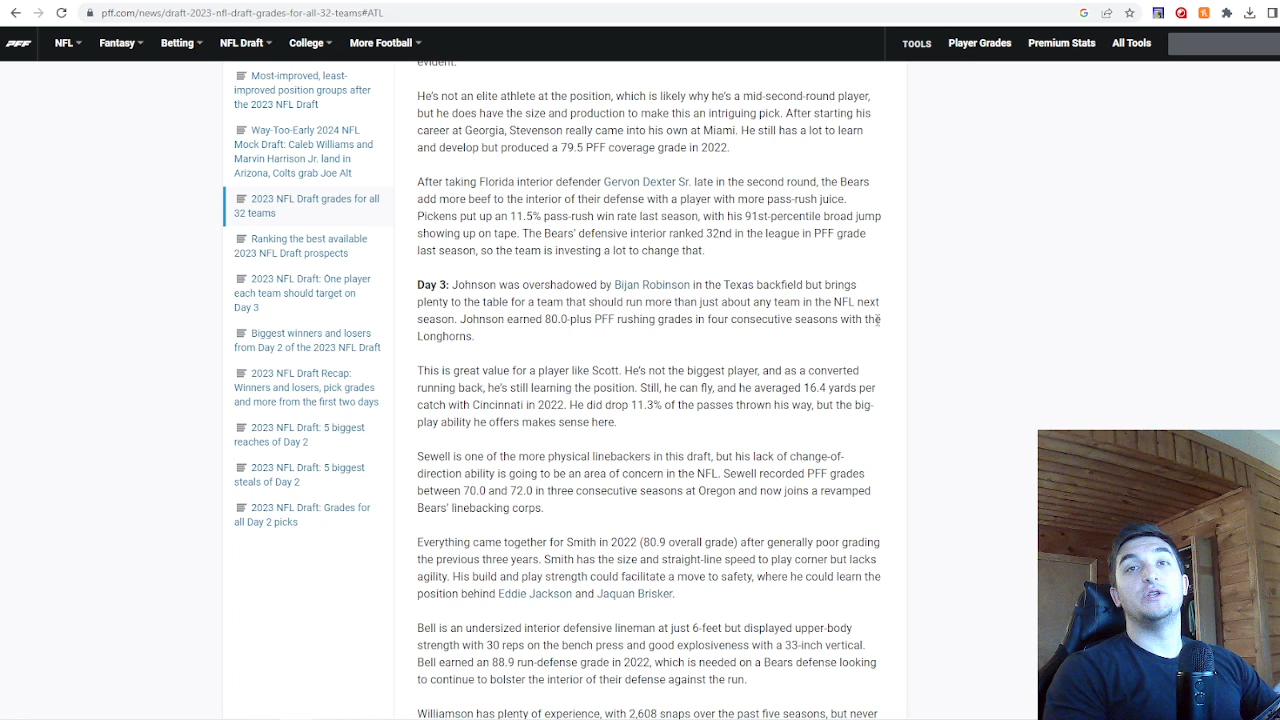 pff.com/news/draft-2023-nfl-draft-grades-for-all-32-teams#ATL
PFF
NFL
Fantasy
Betting
NFL Draft
College
More Football
TOOLS
Player Grades
Premium Stats
All Tools
Most-improved, least-
improved position groups after
the 2023 NFL Draft
Way-Too-Early 2024 NFL
Mock Draft: Caleb Williams and
Marvin Harrison Jr. land in
Arizona, Colts grab Joe Alt
2023 NFL Draft grades for all
32 teams
Ranking the best available
2023 NFL Draft prospects
2023 NFL Draft: One player
each team should target on
Day 3
Biggest winners and losers
from Day 2 of the 2023 NFL Draft
2023 NFL Draft Recap:
Winners and losers, pick grades
and more from the first two days
2023 NFL Draft: 5 biggest
reaches of Day 2
2023 NFL Draft: 5 biggest
steals of Day 2
2023 NFL Draft: Grades for
all Day 2 picks
evident.
He's not an elite athlete at the position, which is likely why he's a mid-second-round player,
but he does have the size and production to make this an intriguing pick. After starting his
career at Georgia, Stevenson really came into his own at Miami. He still has a lot to learn
and develop but produced a 79.5 PFF coverage grade in 2022.
After taking Florida interior defender Gervon Dexter Sr. late in the second round, the Bears
add more beef to the interior of their defense with a player with more pass-rush juice.
Pickens put up an 11.5% pass-rush win rate last season, with his 91st-percentile broad jump
showing up on tape. The Bears' defensive interior ranked 32nd in the league in PFF grade
last season, so the team is investing a lot to change that.
Day 3: Johnson was overshadowed by Bijan Robinson in the Texas backfield but brings
plenty to the table for a team that should run more than just about any team in the NFL next
season. Johnson earned 80.0-plus PFF rushing grades in four consecutive seasons with the
Longhorns.
This is great value for a player like Scott. He's not the biggest player, and as a converted
running back, he's still learning the position. Still, he can fly, and he averaged 16.4 yards per
catch with Cincinnati in 2022. He did drop 11.3% of the passes thrown his way, but the big-
play ability he offers makes sense here.
Sewell is one of the more physical linebackers in this draft, but his lack of change-of-
direction ability is going to be an area of concern in the NFL. Sewell recorded PFF grades
between 70.0 and 72.0 in three consecutive seasons at Oregon and now joins a revamped
Bears' linebacking corps.
Everything came together for Smith in 2022 (80.9 overall grade) after generally poor grading
the previous three years. Smith has the size and straight-line speed to play corner but lacks
agility. His build and play strength could facilitate a move to safety, where he could learn the
position behind Eddie Jackson and Jaquan Brisker.
Bell is an undersized interior defensive lineman at just 6-feet but displayed upper-body
strength with 30 reps on the bench press and good explosiveness with a 33-inch vertical.
Bell earned an 88.9 run-defense grade in 2022, which is needed on a Bears defense looking
to continue to bolster the interior of their defense against the run.
Williamson has plenty of experience, with 2,608 snaps over the past five seasons, but never